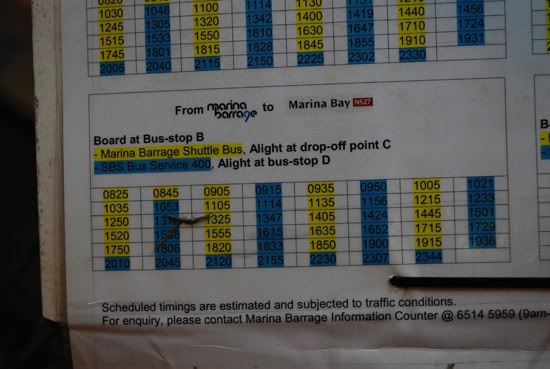 1030 1048 1100 1114 1130
1245 1305 1320 1342 1400 1419 1440 1456
1515 1533 1550 1610 1630 1647 1710 1724
1745 1801 1815 1828 1845 1855 1910 1931
2005 2040 2115 2150 2225 2302 2330
From marina barrage to Marina Bay NS27
Board at Bus-stop B
- Marina Barrage Shuttle Bus, Alight at drop-off point C
- SBS Bus Service 400, Alight at bus-stop D
0825 0845 0905 0915 0935 0950 1005 1021
1035 1053 1105 1114 1135 1156 1215 1233
1250 1325 1347 1405 1424 1445 1501
1520 1555 1615 1635 1652 1715 1729
1750 1806 1820 1833 1850 1900 1915 1936
2010 2045 2120 2155 2230 2307 2344
Scheduled timings are estimated and subjected to traffic conditions.
For enquiry, please contact Marina Barrage Information Counter @ 6514 5959 (9am-